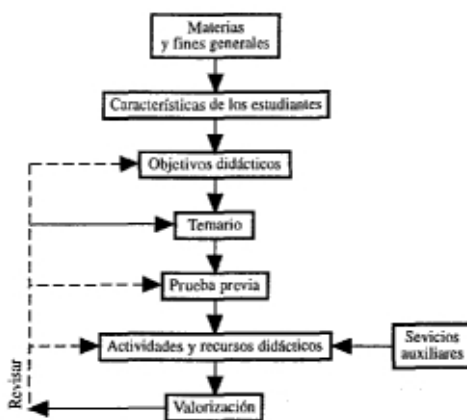 Materias
y fines generales
Características de los estudiantes
Objetivos didácticos
Temario
Prueba previa
Actividades y recursos didácticos
Sevicios
auxiliares
Revisar
Valorización